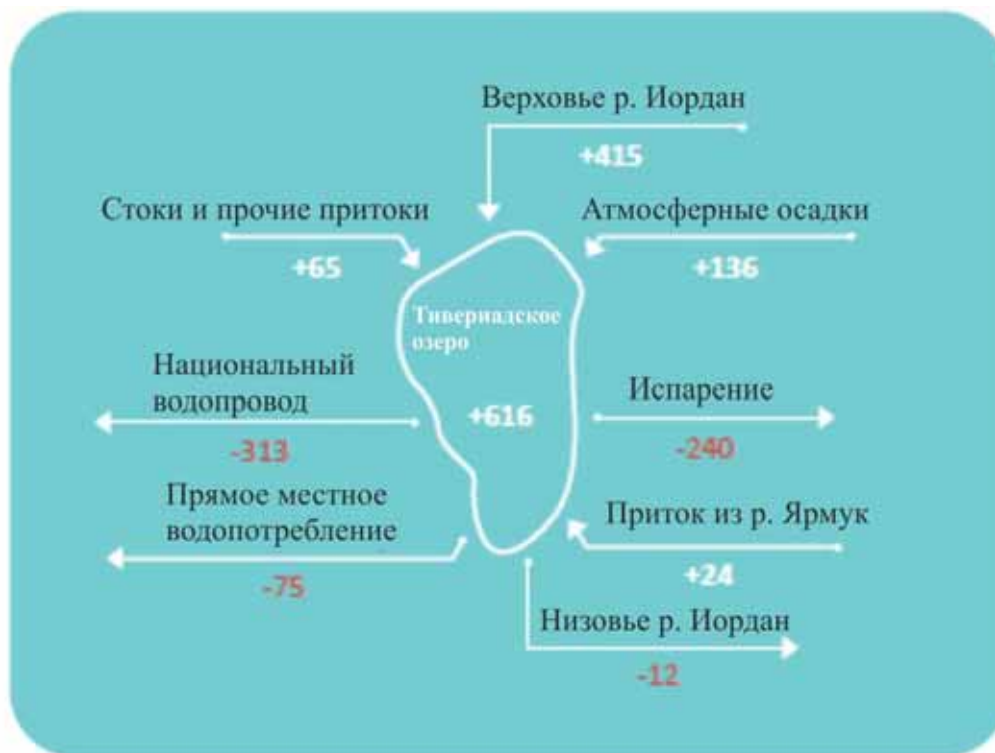 Верховье р. Иордан
+415
Стоки и прочие притоки
+65
Атмосферные осадки
+136
Тивериадское
озеро
+616
Национальный
водопровод
-313
Испарение
-240
Прямое местное
водопотребление
-75
Приток из р. Ярмук
+24
Низовье р. Иордан
-12